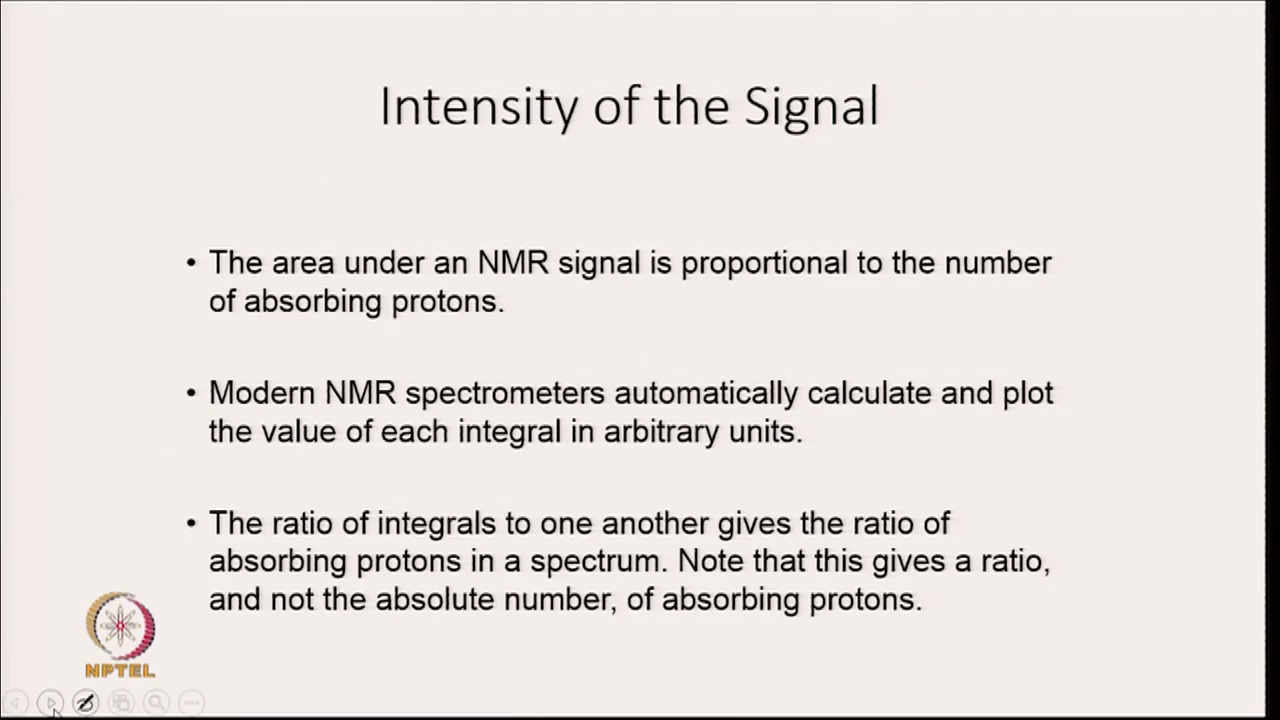 Intensity of the Signal
• The area under an NMR signal is proportional to the number
of absorbing protons.
• Modern NMR spectrometers automatically calculate and plot
the value of each integral in arbitrary units.
• The ratio of integrals to one another gives the ratio of
absorbing protons in a spectrum. Note that this gives a ratio,
and not the absolute number, of absorbing protons.
NPTEL